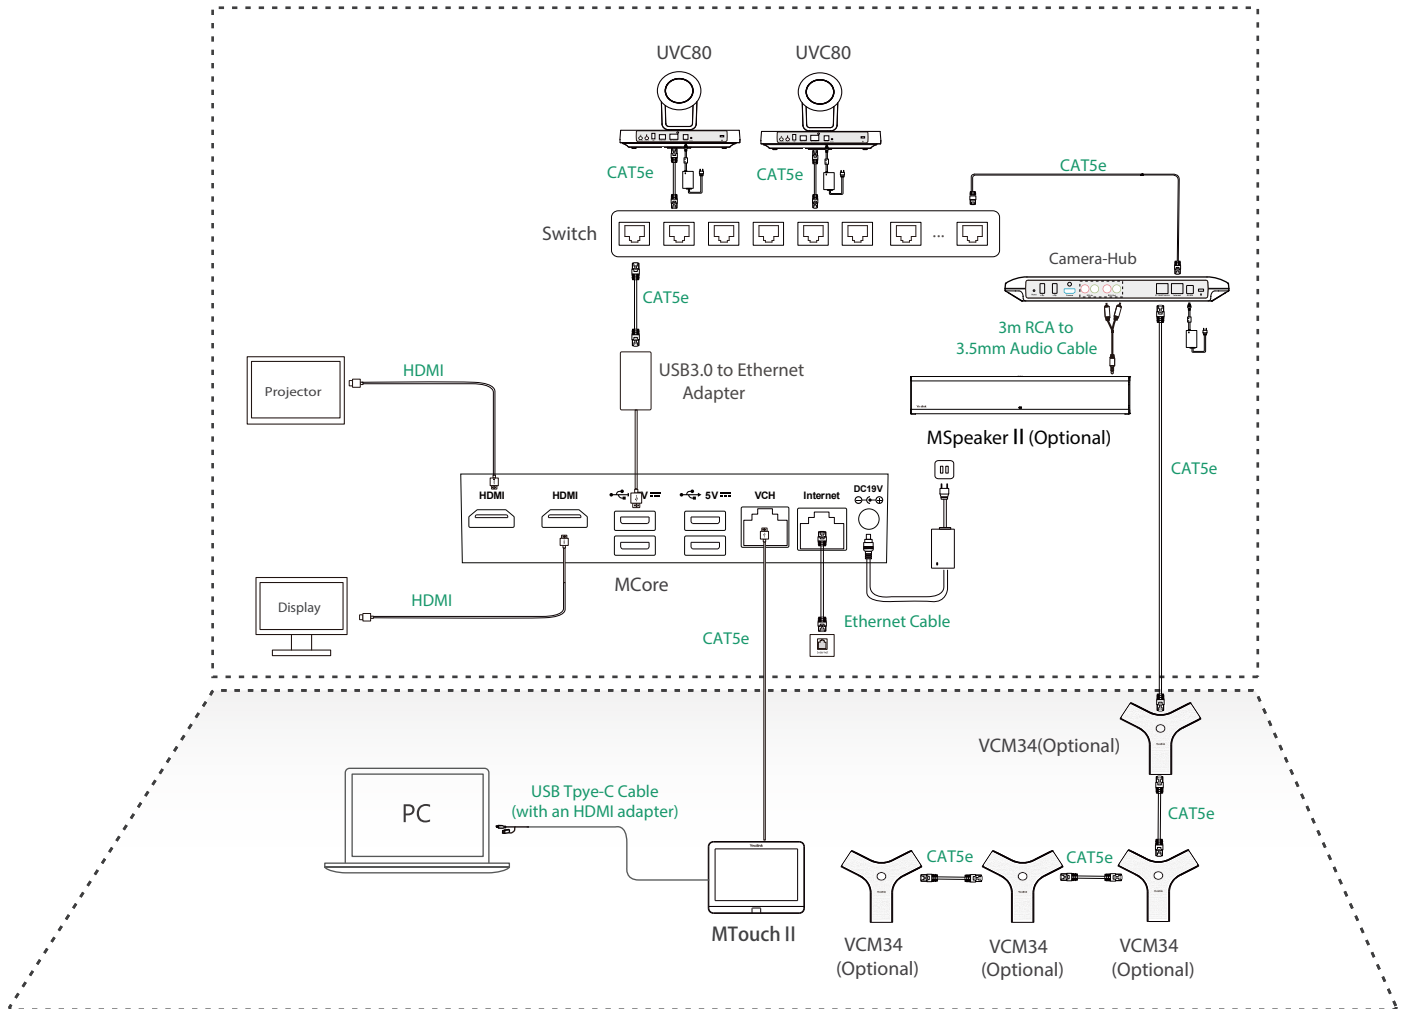 UVC80
UVC80
CAT5e
CAT5e
CAT5e
Switch
...
Camera-Hub
CAT5e
3m RCA to
3.5mm Audio Cable
USB3.0 to Ethernet
Adapter
HDMI
Projector
MSpeaker II (Optional)
CAT5e
HDMI
HDMI
V
5V
VCH
Internet
DC19V
MCore
Display
HDMI
Ethernet Cable
CAT5e
VCM34(Optional)
USB Tpye-C Cable
(with an HDMI adapter)
PC
CAT5e
CAT5e
CAT5e
MTouch II
VCM34
(Optional)
VCM34
(Optional)
VCM34
(Optional)